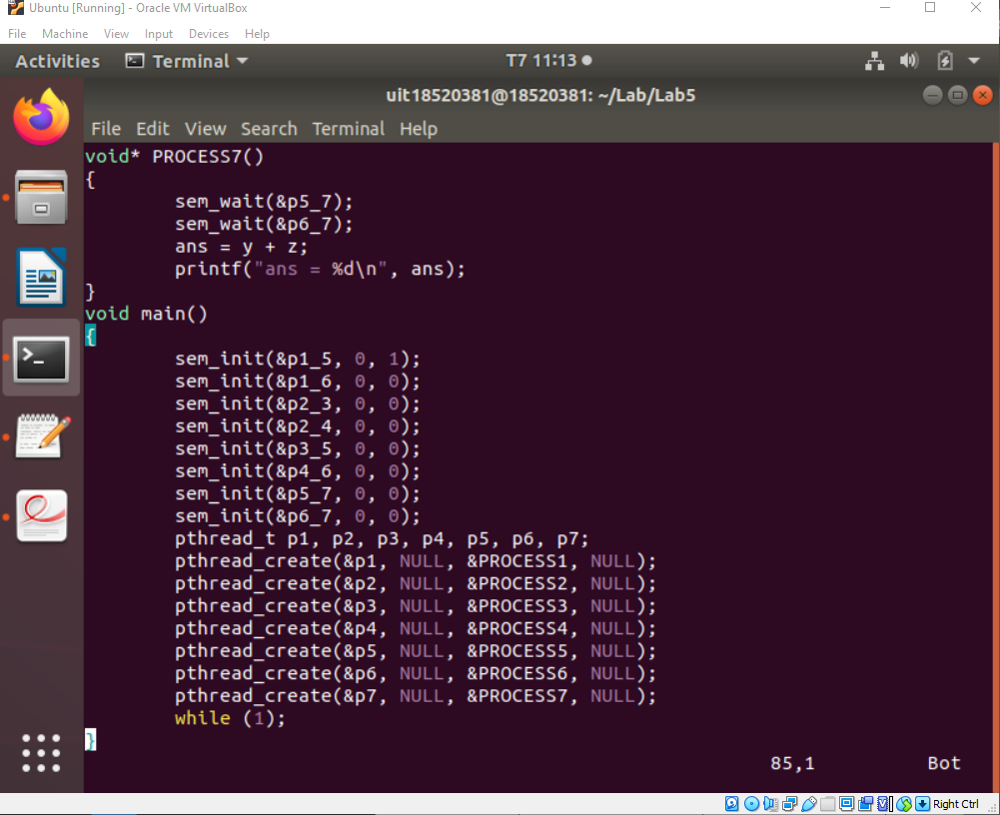 Ubuntu [Running] - Oracle VM VirtualBox
File Machine View Input Devices Help
Activities Terminal T7 11:13
uit18520381@18520381: ~/Lab/Lab5
File Edit View Search Terminal Help
void* PROCESS7()
{
sem_wait(&p5_7);
sem_wait(&p6_7);
ans = y + z;
printf("ans = %d\n", ans);
}
void main()
{
sem_init(&p1_5, 0, 1);
sem_init(&p1_6, 0, 0);
sem_init(&p2_3, 0, 0);
sem_init(&p2_4, 0, 0);
sem_init(&p3_5, 0, 0);
sem_init(&p4_6, 0, 0);
sem_init(&p5_7, 0, 0);
sem_init(&p6_7, 0, 0);
pthread_t p1, p2, p3, p4, p5, p6, p7;
pthread_create(&p1, NULL, &PROCESS1, NULL);
pthread_create(&p2, NULL, &PROCESS2, NULL);
pthread_create(&p3, NULL, &PROCESS3, NULL);
pthread_create(&p4, NULL, &PROCESS4, NULL);
pthread_create(&p5, NULL, &PROCESS5, NULL);
pthread_create(&p6, NULL, &PROCESS6, NULL);
pthread_create(&p7, NULL, &PROCESS7, NULL);
while (1);
}
85,1 Bot
Right Ctrl